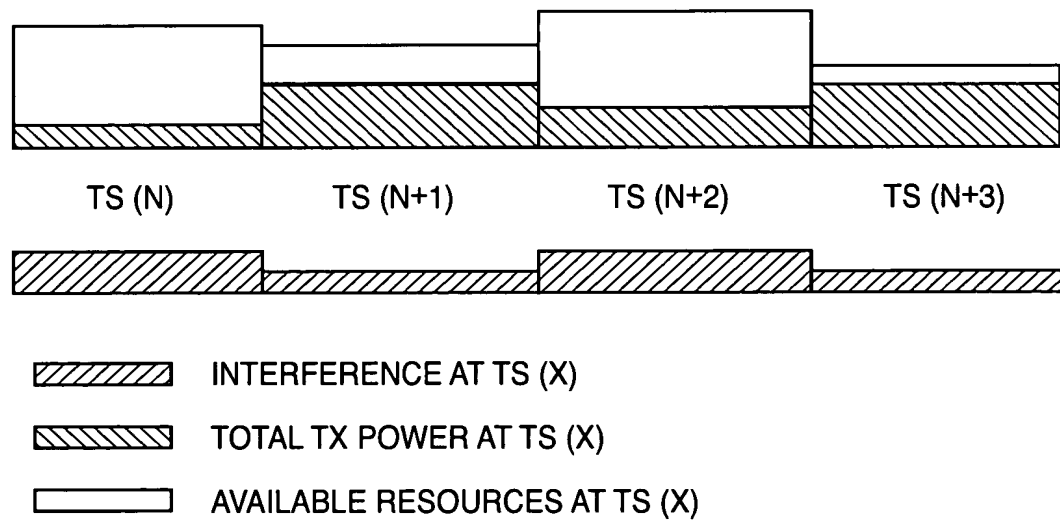 TS (N) TS (N+1) TS (N+2) TS (N+3)
INTERFERENCE AT TS (X)
TOTAL TX POWER AT TS (X)
AVAILABLE RESOURCES AT TS (X)